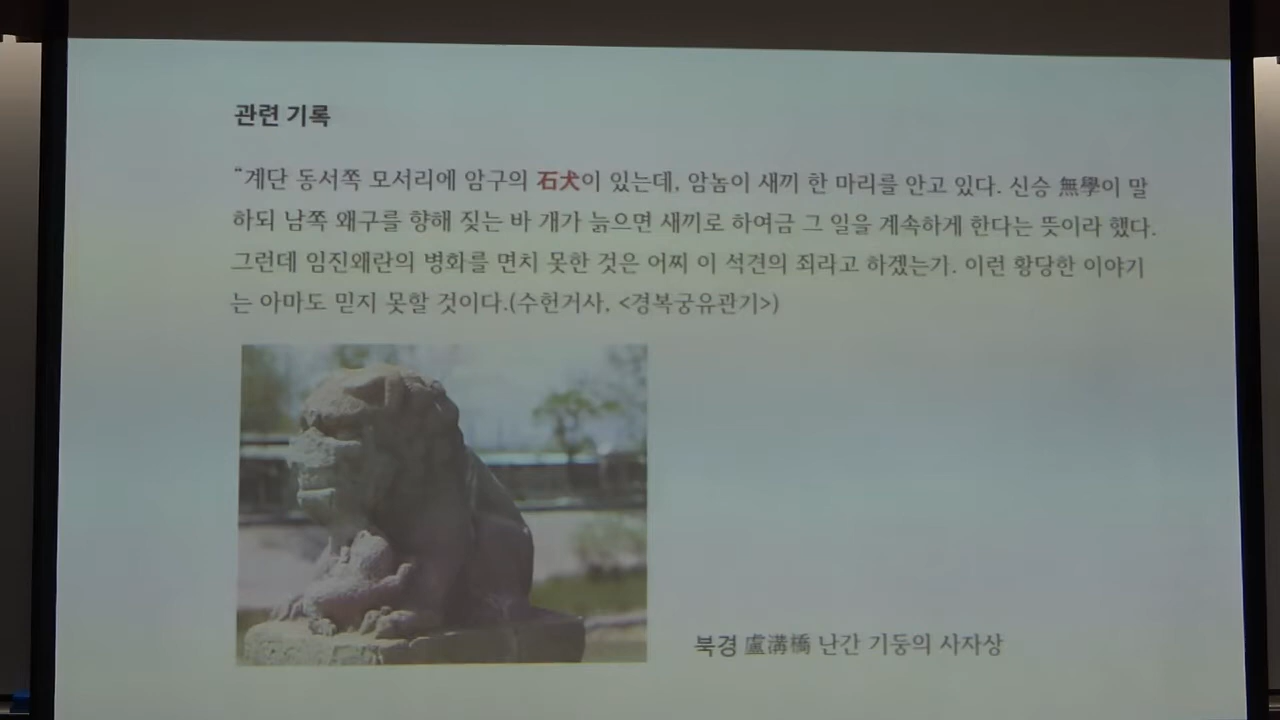 관련 기록
“계단 동서쪽 모서리에 암구의 石犬이 있는데, 암놈이 새끼 한 마리를 안고 있다. 신승 無學이 말
하되 남쪽 왜구를 향해 짖는 바 개가 늙으면 새끼로 하여금 그 일을 계속하게 한다는 뜻이라 했다.
그런데 임진왜란의 병화를 면치 못한 것은 어찌 이 석견의 죄라고 하겠는가. 이런 황당한 이야기
는 아마도 믿지 못할 것이다.(수헌거사, <경복궁유관기>)
북경 盧溝橋 난간 기둥의 사자상